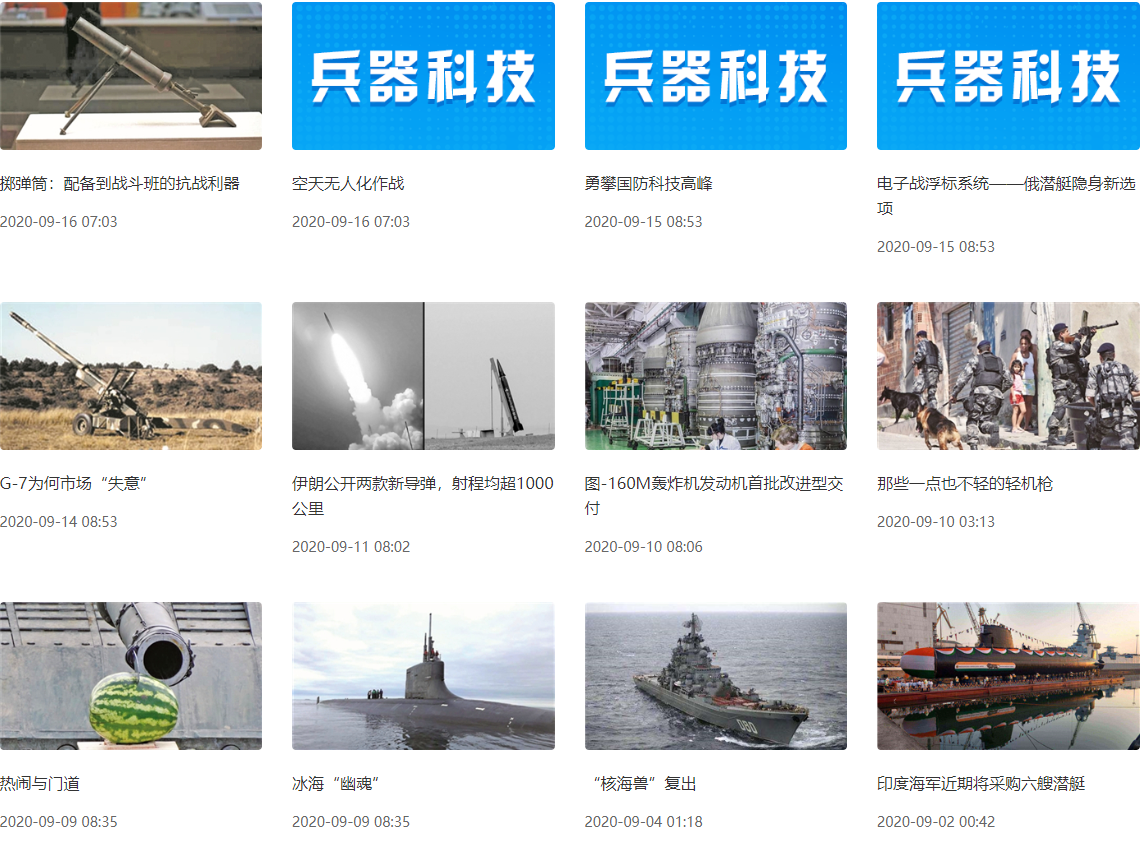 兵器科技
兵器科技
兵器科技
掷弹筒：配备到战斗班的抗战利器
2020-09-16 07:03
空天无人化作战
2020-09-16 07:03
勇攀国防科技高峰
2020-09-15 08:53
电子战浮标系统——俄潜艇隐身新选
项
2020-09-15 08:53
G-7为何市场“失意”
2020-09-14 08:53
伊朗公开两款新导弹，射程均超1000
公里
2020-09-11 08:02
图-160M轰炸机发动机首批改进型交
付
2020-09-10 08:06
那些一点也不轻的轻机枪
2020-09-10 03:13
080
热闹与门道
2020-09-09 08:35
冰海“幽魂”
2020-09-09 08:35
“核海兽”复出
2020-09-04 01:18
印度海军近期将采购六艘潜艇
2020-09-02 00:42